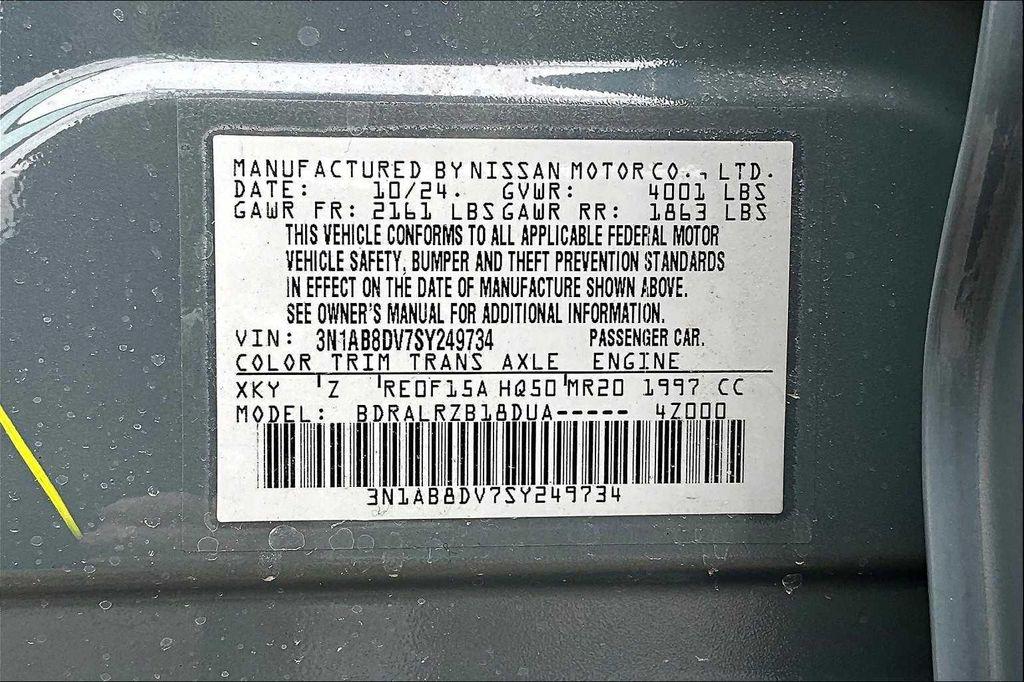 MANUFACTURED BY NISSAN MOTOR CO., LTD.
DATE: 10/24. GVWR: 4001 LBS
GAWR FR: 2161 LBS GAWR RR: 1863 LBS
THIS VEHICLE CONFORMS TO ALL APPLICABLE FEDERAL MOTOR
VEHICLE SAFETY, BUMPER AND THEFT PREVENTION STANDARDS
IN EFFECT ON THE DATE OF MANUFACTURE SHOWN ABOVE.
SEE OWNER'S MANUAL FOR ADDITIONAL INFORMATION.
VIN: 3N1AB8DV7SY249734 PASSENGER CAR.
COLOR TRIM TRANS AXLE ENGINE
XKY Z RE0F15A HQ50 MR20 1997 CC
MODEL: BDRALRZB18DUA----- 4Z000
3N1AB8DV7SY249734